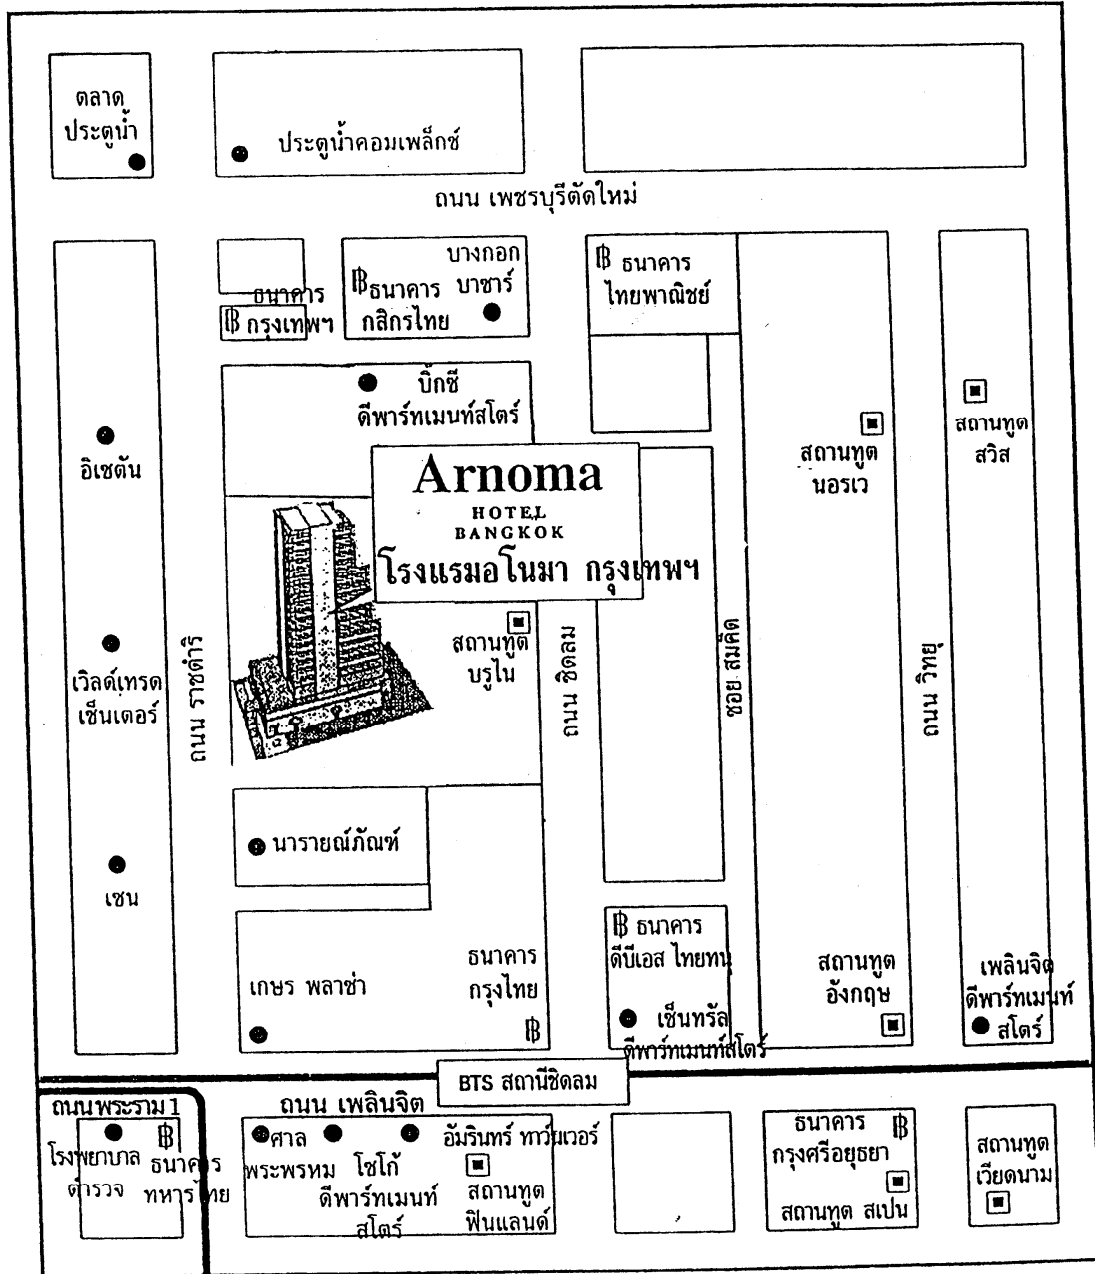 ตลาด
ประตูน้ำ
ประตูน้ำคอมเพล็กซ์
ถนน เพชรบุรีตัดใหม่
ธนาคาร
กรุงเทพฯ
ธนาคาร
กสิกรไทย
บางกอก
บาซาร์
ธนาคาร
ไทยพาณิชย์
บิ๊กซี
ดีพาร์ทเมนท์สโตร์
อิเซตัน
Arnoma
HOTEL
BANGKOK
โรงแรมอโนมา กรุงเทพฯ
สถานทูต
นอรเว
สถานทูต
สวิส
เวิลด์เทรด
เซ็นเตอร์
ถนน ราชดำริ
สถานทูต
บรูไน
ถนน ชิดลม
ซอย สมคิด
ถนน วิทยุ
นารายณ์ภัณฑ์
เซน
เกษร พลาซ่า
ธนาคาร
กรุงไทย
ธนาคาร
ดีบีเอส ไทยทนุ
เซ็นทรัล
ดีพาร์ทเมนท์สโตร์
สถานทูต
อังกฤษ
เพลินจิต
ดีพาร์ทเมนท์
สโตร์
BTS สถานีชิดลม
ถนนพระราม 1
ถนน เพลินจิต
โรงพยาบาล
ตำรวจ
ธนาคาร
ทหารไทย
ศาล
พระพรหม
โซโก้
ดีพาร์ทเมนท์
สโตร์
อัมรินทร์ ทาว์นเวอร์
สถานทูต
ฟินแลนด์
ธนาคาร
กรุงศรีอยุธยา
สถานทูต สเปน
สถานทูต
เวียดนาม